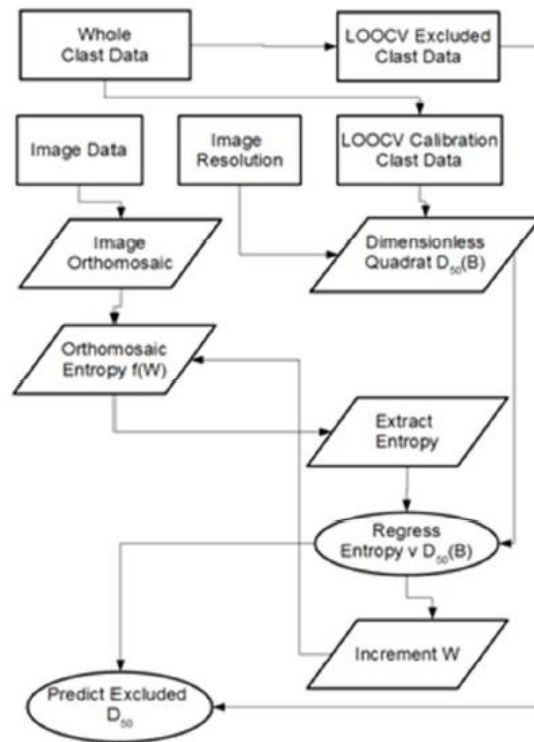 Whole
Clast Data
LOOCV Excluded
Clast Data
Image Data
Image
Resolution
LOOCV Calibration
Clast Data
Image
Orthomosaic
Dimensionless
Quadrat D₅₀(B)
Orthomosaic
Entropy f(W)
Extract
Entropy
Regress
Entropy v D₅₀(B)
Increment W
Predict Excluded
D₅₀